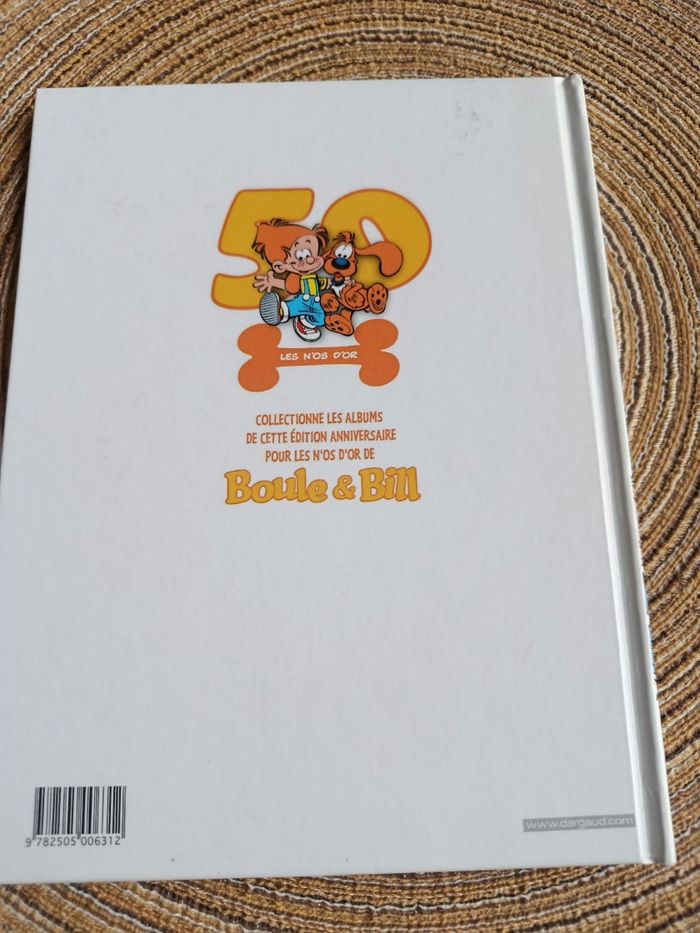 50
LES N'OS D'OR
COLLECTIONNE LES ALBUMS
DE CETTE ÉDITION ANNIVERSAIRE
POUR LES N'OS D'OR DE
Boule & Bill
www.dargaud.com
9 782505 006312